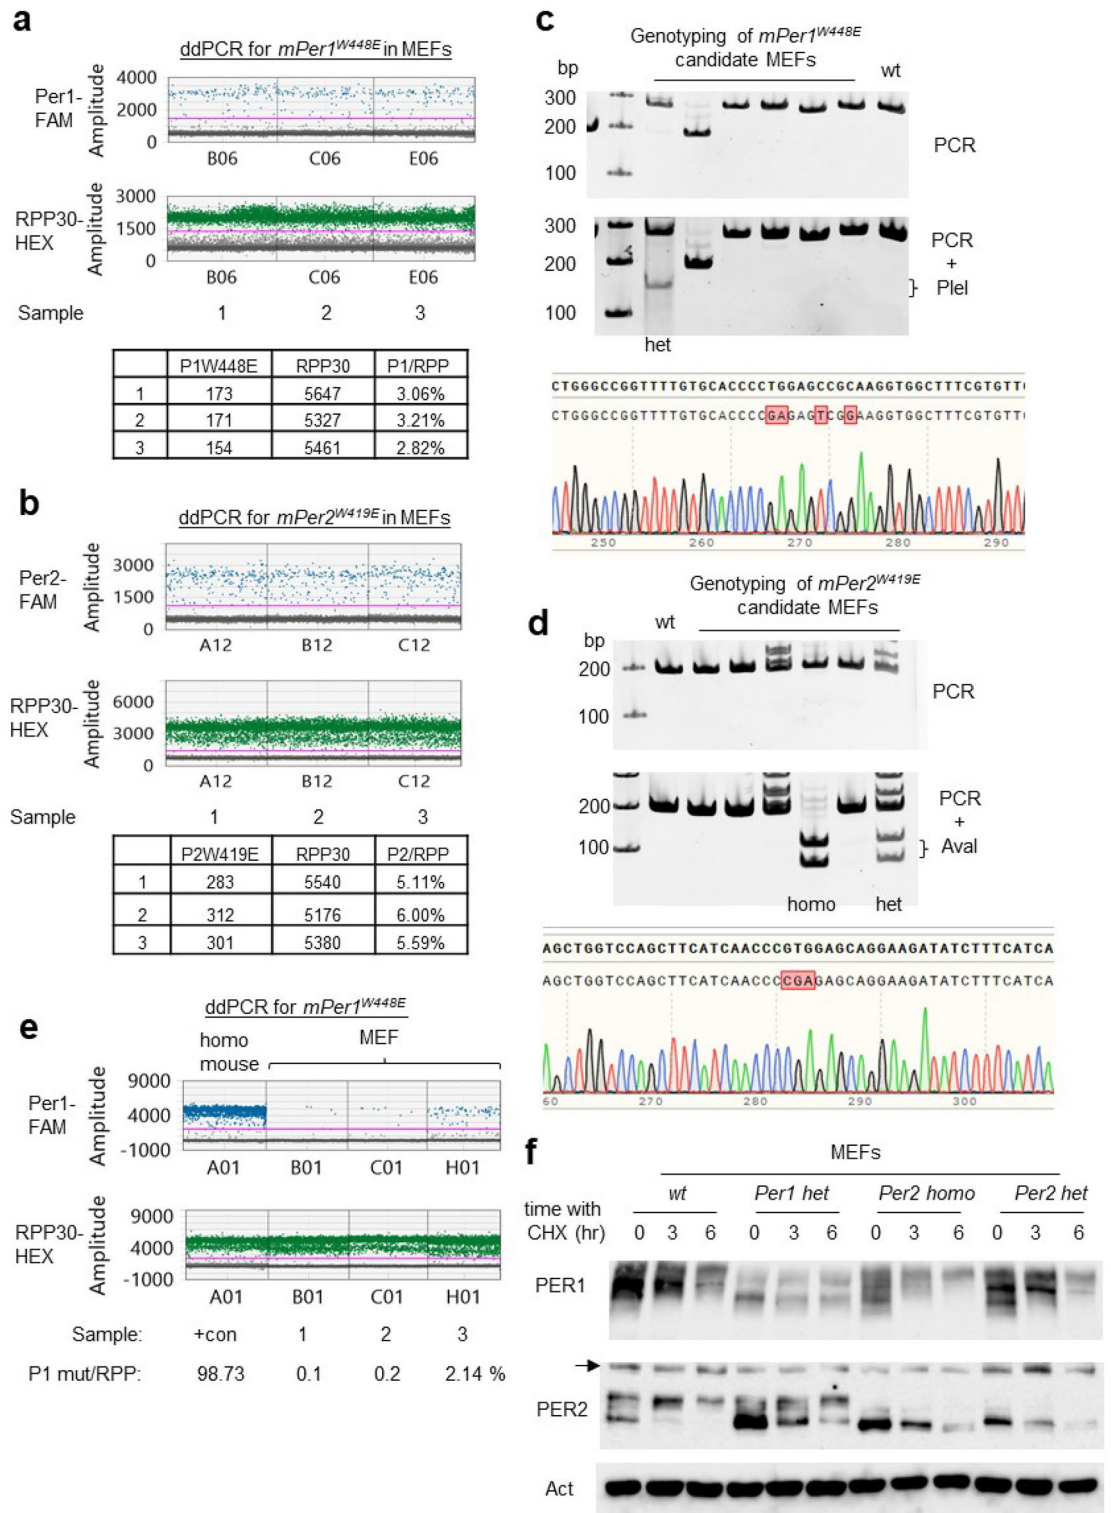 a
ddPCR for mPer1W448E in MEFs
Per1-
FAM
Amplitude
4000
2000
0
B06 C06 E06
RPP30-
HEX
Amplitude
3000
1500
0
B06 C06 E06
Sample 1 2 3
P1W448E RPP30 P1/RPP
1 173 5647 3.06%
2 171 5327 3.21%
3 154 5461 2.82%
b
ddPCR for mPer2W419E in MEFs
Per2-
FAM
Amplitude
3000
1500
0
A12 B12 C12
RPP30-
HEX
Amplitude
6000
3000
0
A12 B12 C12
Sample 1 2 3
P2W419E RPP30 P2/RPP
1 283 5540 5.11%
2 312 5176 6.00%
3 301 5380 5.59%
c
Genotyping of mPer1W448E
candidate MEFs
bp wt
300
200
100
PCR
300
200
100
PCR
+
PleI
het
CTGGGCCGGTTTTGTGCACCCCTGGAGCCGCAAGGTGGCTTTCGTGTT
CTGGGCCGGTTTTGTGCACCCCGAGAGTCGGAAGGTGGCTTTCGTGTT
250 260 270 280 290
d
Genotyping of mPer2W419E
candidate MEFs
wt
bp
200
100
PCR
200
100
PCR
+
AvaI
homo het
AGCTGGTCCAGCTTCATCAACCCGTGGAGCAGGAAGATATCTTTCATCA
AGCTGGTCCAGCTTCATCAACCCCGAGAGCAGGAAGATATCTTTCATCA
60 270 280 290 300
e
ddPCR for mPer1W448E
homo
mouse
MEF
Per1-
FAM
Amplitude
9000
4000
-1000
A01 B01 C01 H01
RPP30-
HEX
Amplitude
9000
4000
-1000
A01 B01 C01 H01
Sample: +con 1 2 3
P1 mut/RPP: 98.73 0.1 0.2 2.14 %
f
MEFs
wt Per1 het Per2 homo Per2 het
time with
CHX (hr)
0 3 6 0 3 6 0 3 6 0 3 6
PER1
PER2
Act